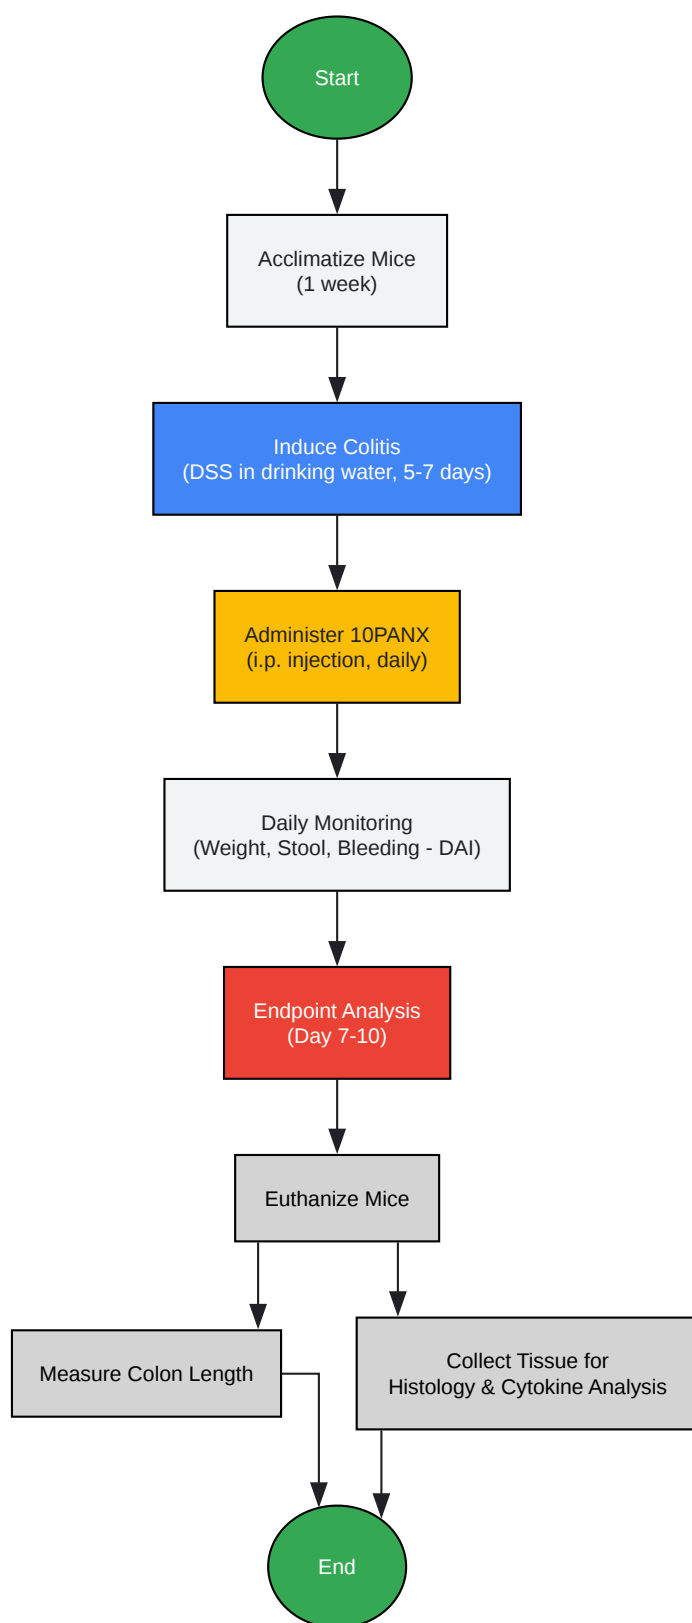 Start
Acclimatize Mice
(1 week)
Induce Colitis
(DSS in drinking water, 5-7 days)
Administer 10PANX
(i.p. injection, daily)
Daily Monitoring
(Weight, Stool, Bleeding - DAI)
Endpoint Analysis
(Day 7-10)
Euthanize Mice
Measure Colon Length
Collect Tissue for
Histology & Cytokine Analysis
End